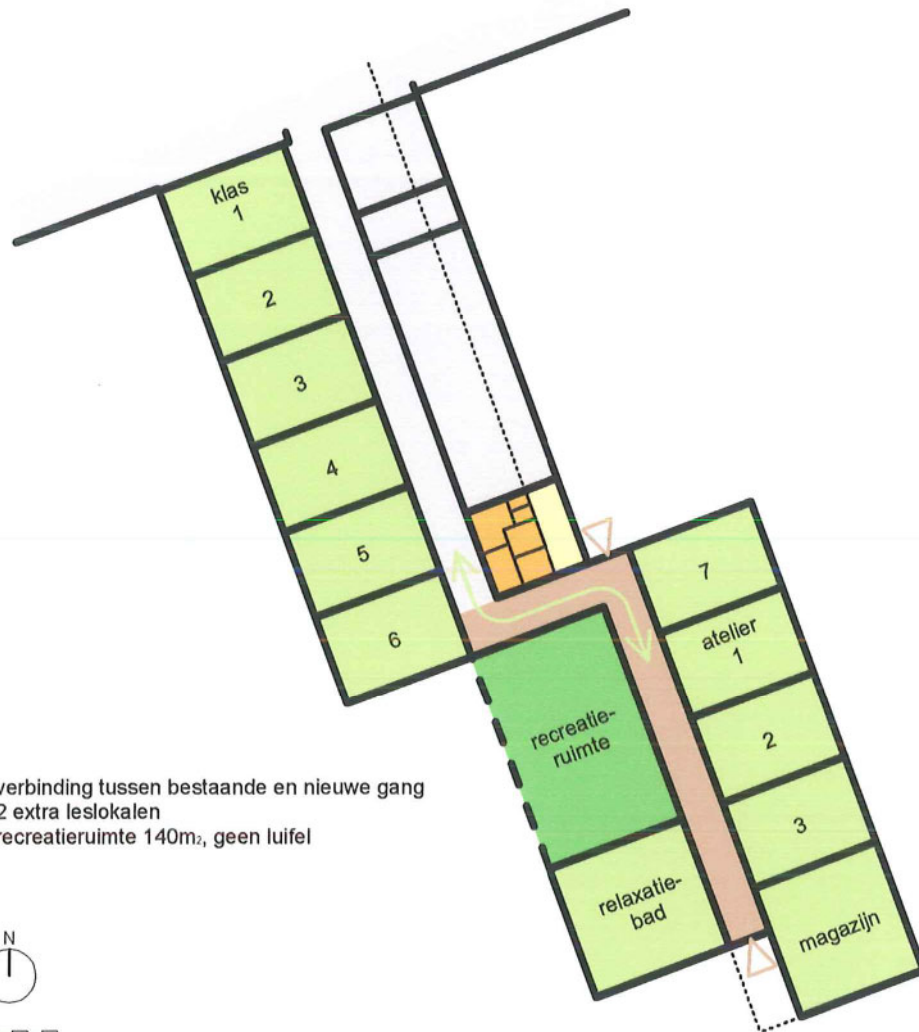 klas
1
2
3
4
5
6
7
atelier
1
2
3
magazijn
recreatie-
ruimte
relaxatie-
bad
verbinding tussen bestaande en nieuwe gang
2 extra leslokalen
recreatieruimte 140m₂, geen luifel
N